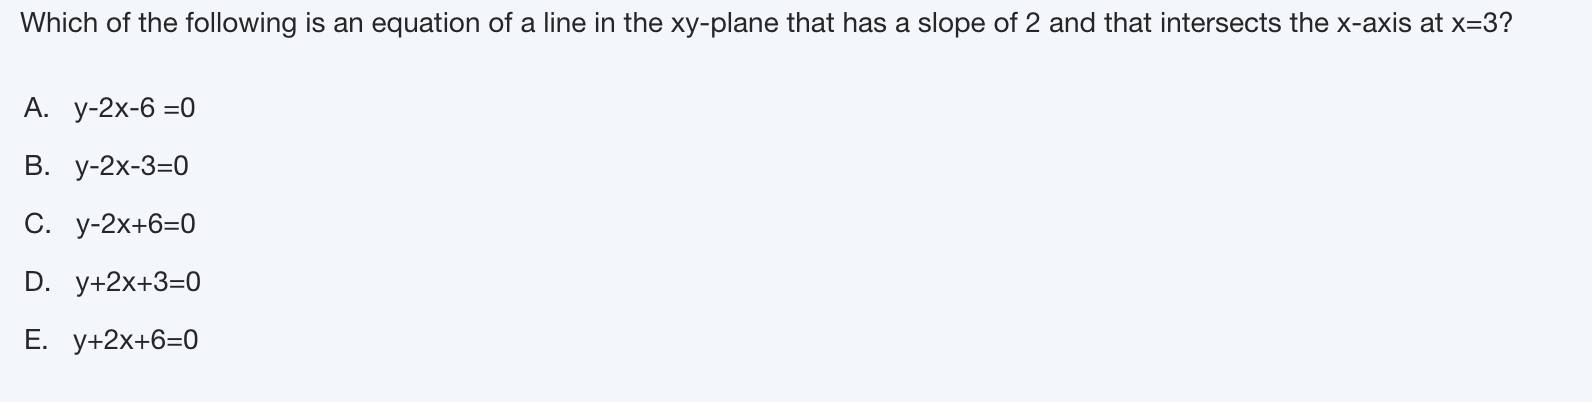 Which of the following is an equation of a line in the xy-plane that has a slope of 2 and that intersects the x-axis at x=3?
A. y-2x-6 =0
B. y-2x-3=0
C. y-2x+6=0
D. y+2x+3=0
E. y+2x+6=0